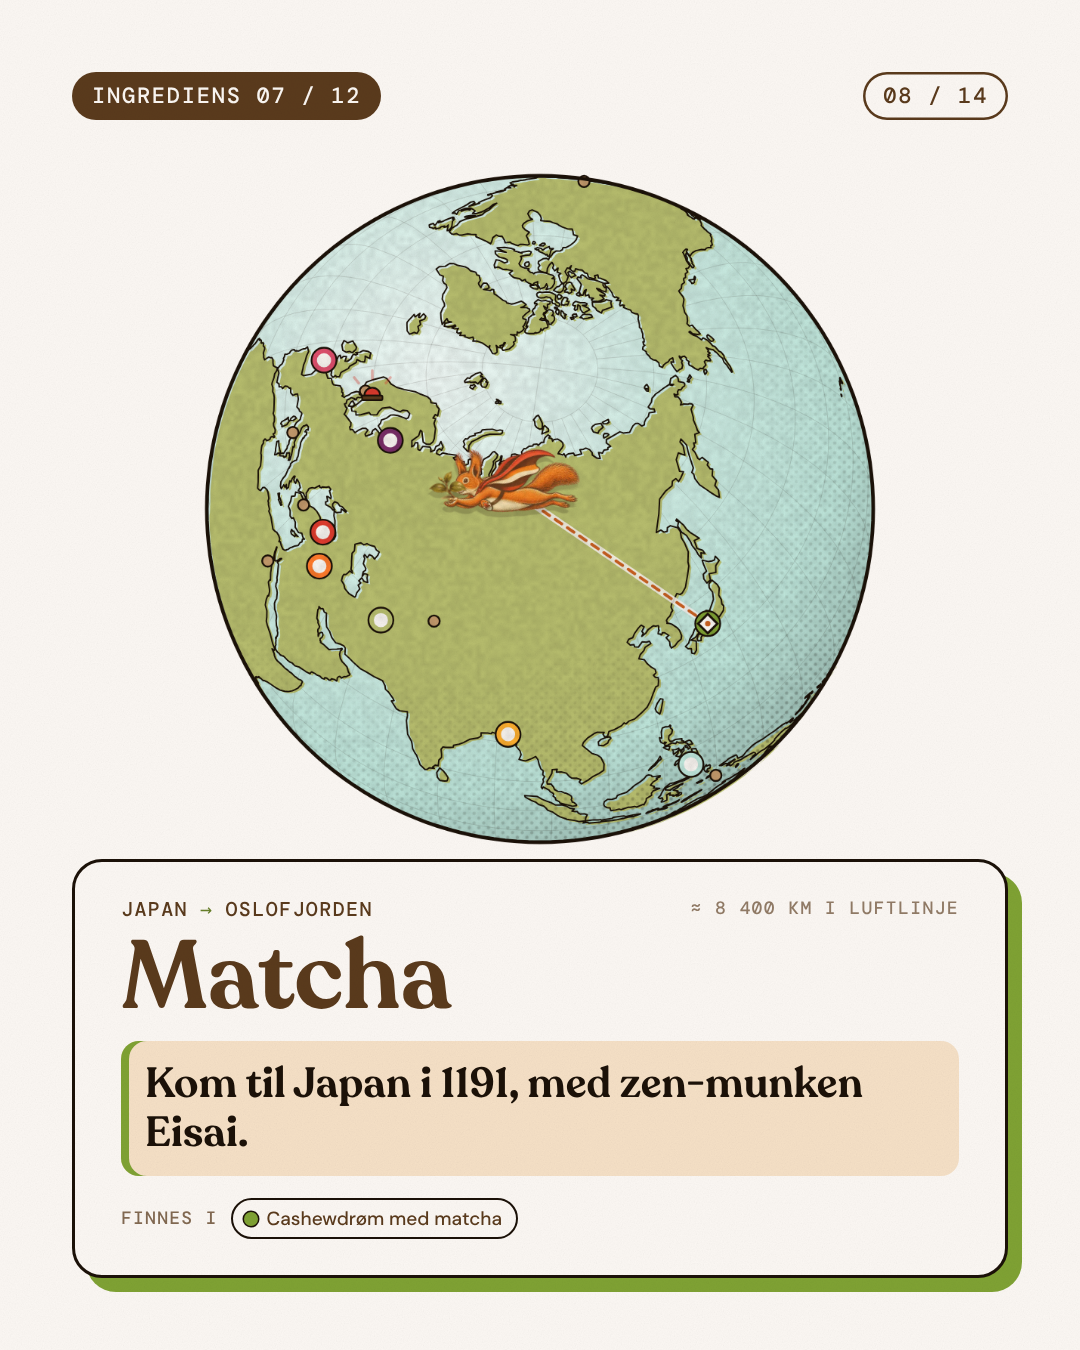 INGREDIENS 07 / 12
08 / 14
JAPAN → OSLOFJORDEN
≈ 8 400 KM I LUFTLINJE
Matcha
Kom til Japan i 1191, med zen-munken
Eisai.
FINNES I
Cashewdrøm med matcha